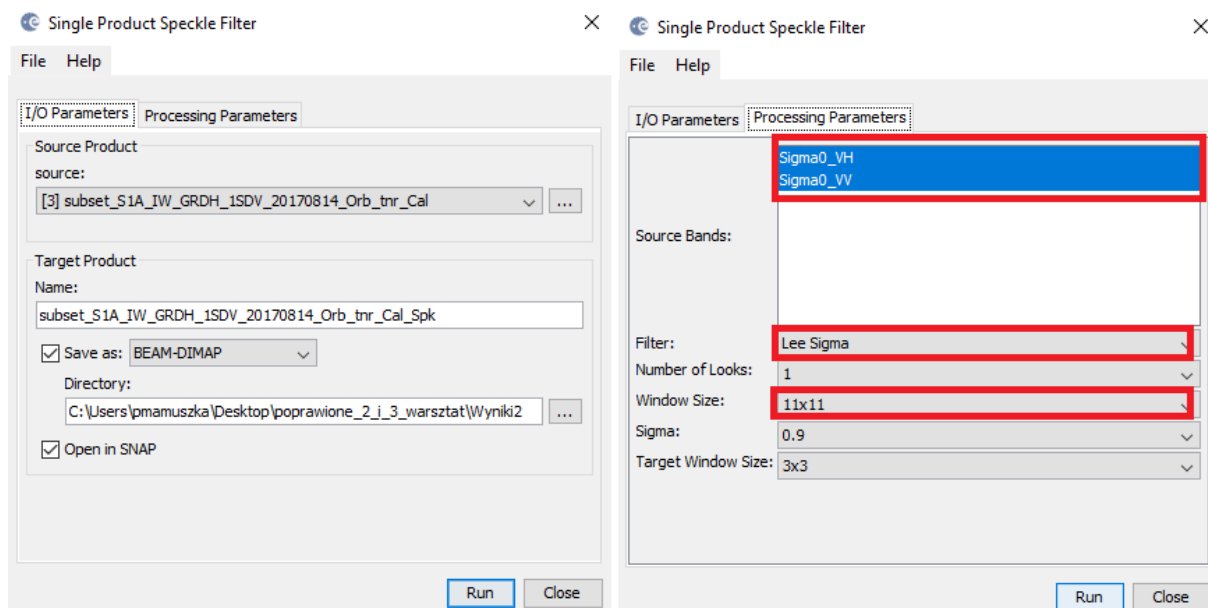 Single Product Speckle Filter
File Help
I/O Parameters Processing Parameters
Source Product
source:
[3] subset_S1A_IW_GRDH_1SDV_20170814_Orb_tnr_Cal
...
Target Product
Name:
subset_S1A_IW_GRDH_1SDV_20170814_Orb_tnr_Cal_Spk
Save as: BEAM-DIMAP
Directory:
C:\Users\pmamuszka\Desktop\poprawione_2_i_3_warsztat\Wyniki2
...
Open in SNAP
Run Close
Single Product Speckle Filter
File Help
I/O Parameters Processing Parameters
Sigma0_VH
Sigma0_VV
Source Bands:
Filter: Lee Sigma
Number of Looks: 1
Window Size: 11x11
Sigma: 0.9
Target Window Size: 3x3
Run Close